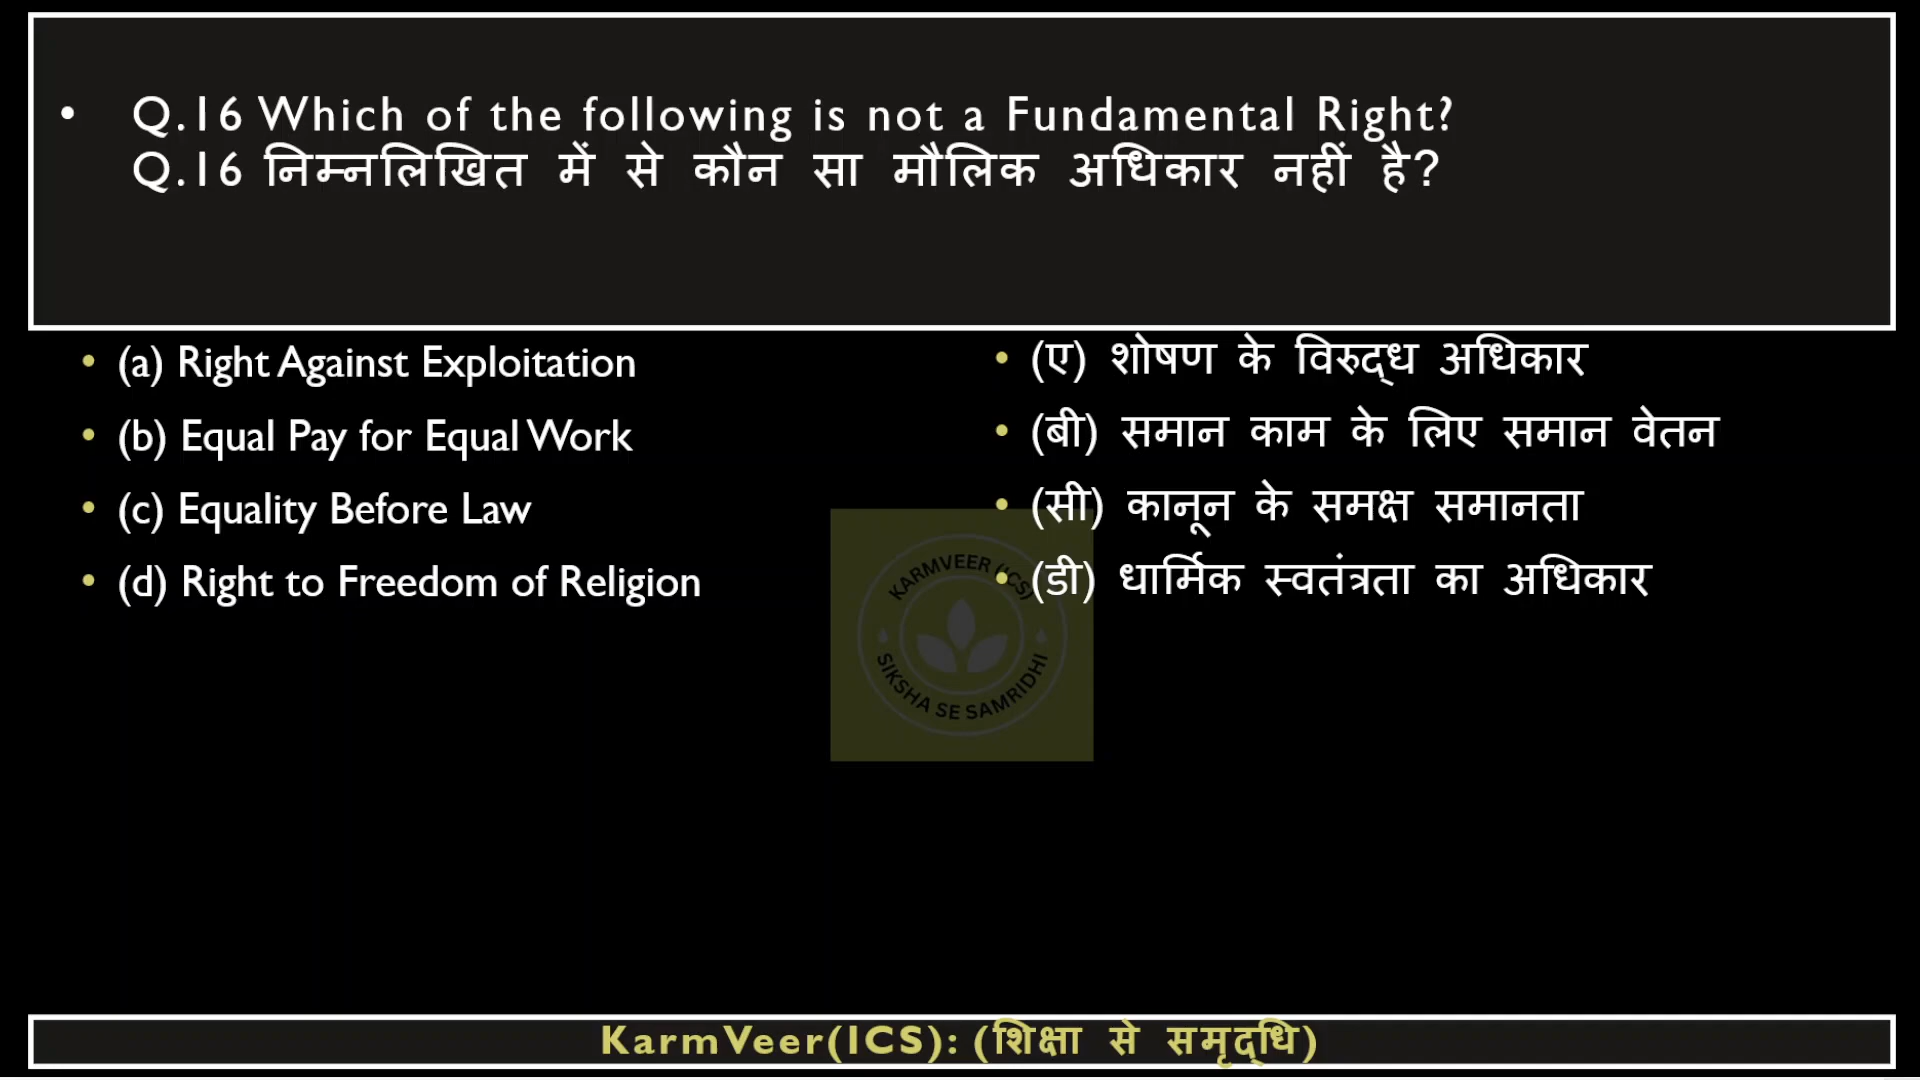 • Q.16 Which of the following is not a Fundamental Right?
Q.16 निम्नलिखित में से कौन सा मौलिक अधिकार नहीं है?
• (a) Right Against Exploitation
• (b) Equal Pay for Equal Work
• (c) Equality Before Law
• (d) Right to Freedom of Religion
• (ए) शोषण के विरुद्ध अधिकार
• (बी) समान काम के लिए समान वेतन
• (सी) कानून के समक्ष समानता
• (डी) धार्मिक स्वतंत्रता का अधिकार
KARMVEER (ICS)
SIKSHA SE SAMRIDHI
KarmVeer(ICS): (शिक्षा से समृद्धि)